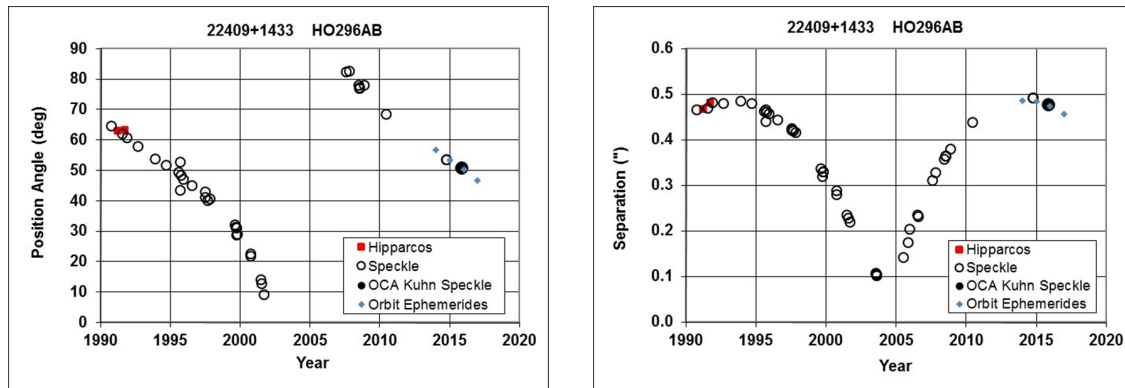 22409+1433 HO296AB
Position Angle (deg)
90
80
70
60
50
40
30
20
10
0
1990 1995 2000 2005 2010 2015 2020
Year
Hipparcos
Speckle
OCA Kuhn Speckle
Orbit Ephemerides
22409+1433 HO296AB
Separation (")
0.6
0.5
0.4
0.3
0.2
0.1
0.0
1990 1995 2000 2005 2010 2015 2020
Year
Hipparcos
Speckle
OCA Kuhn Speckle
Orbit Ephemerides